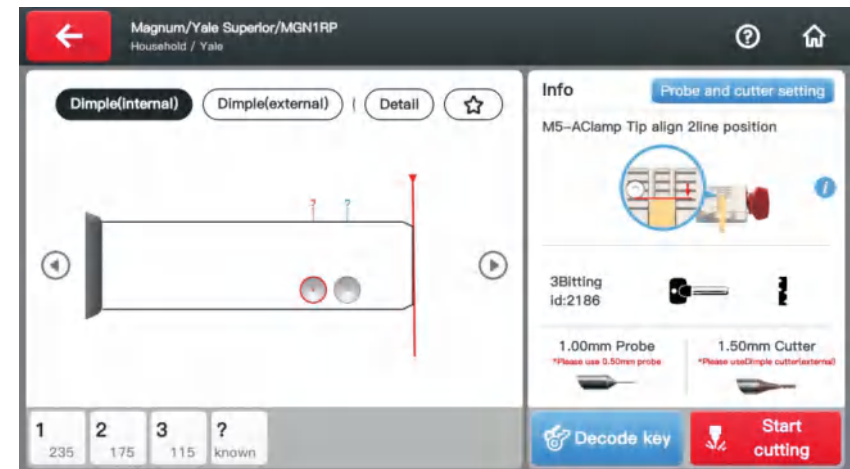 Magnum/Yale Superior/MGN1RP
Household / Yale
Dimple(internal)
Dimple(external)
Detail
? ?
1 235
2 175
3 115
? known
Info
Probe and cutter setting
M5-AClamp Tip align 2line position
3Bitting
id:2186
1.00mm Probe
*Please use 0.50mm probe
1.50mm Cutter
*Please useDimple cutter(external)
Decode key
Start
cutting